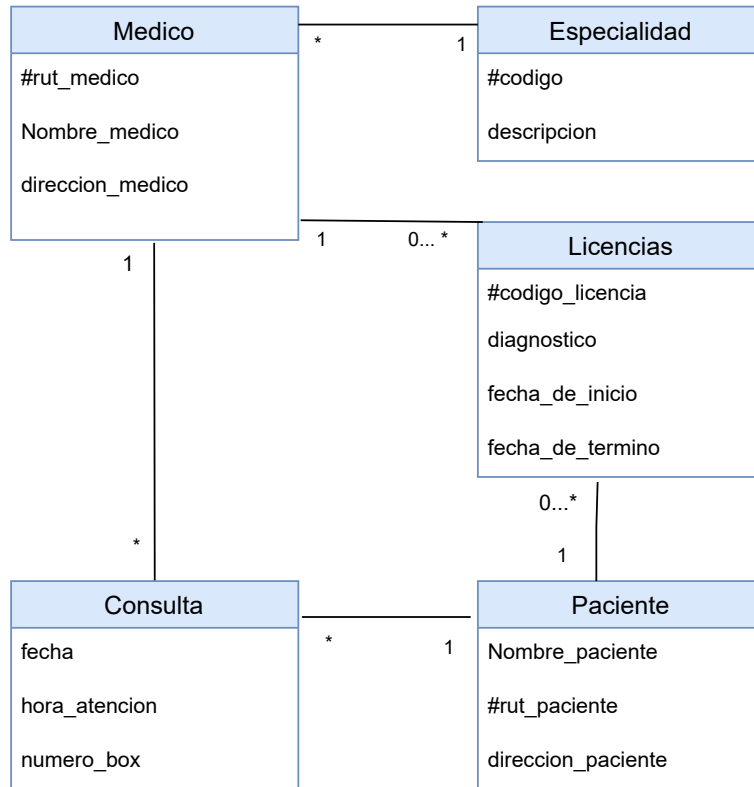 Medico
#rut_medico
Nombre_medico
direccion_medico
* 1
Especialidad
#codigo
descripcion
1 0... *
Licencias
#codigo_licencia
diagnostico
fecha_de_inicio
fecha_de_termino
1
*
0...*
1
Consulta
fecha
hora_atencion
numero_box
* 1
Paciente
Nombre_paciente
#rut_paciente
direccion_paciente